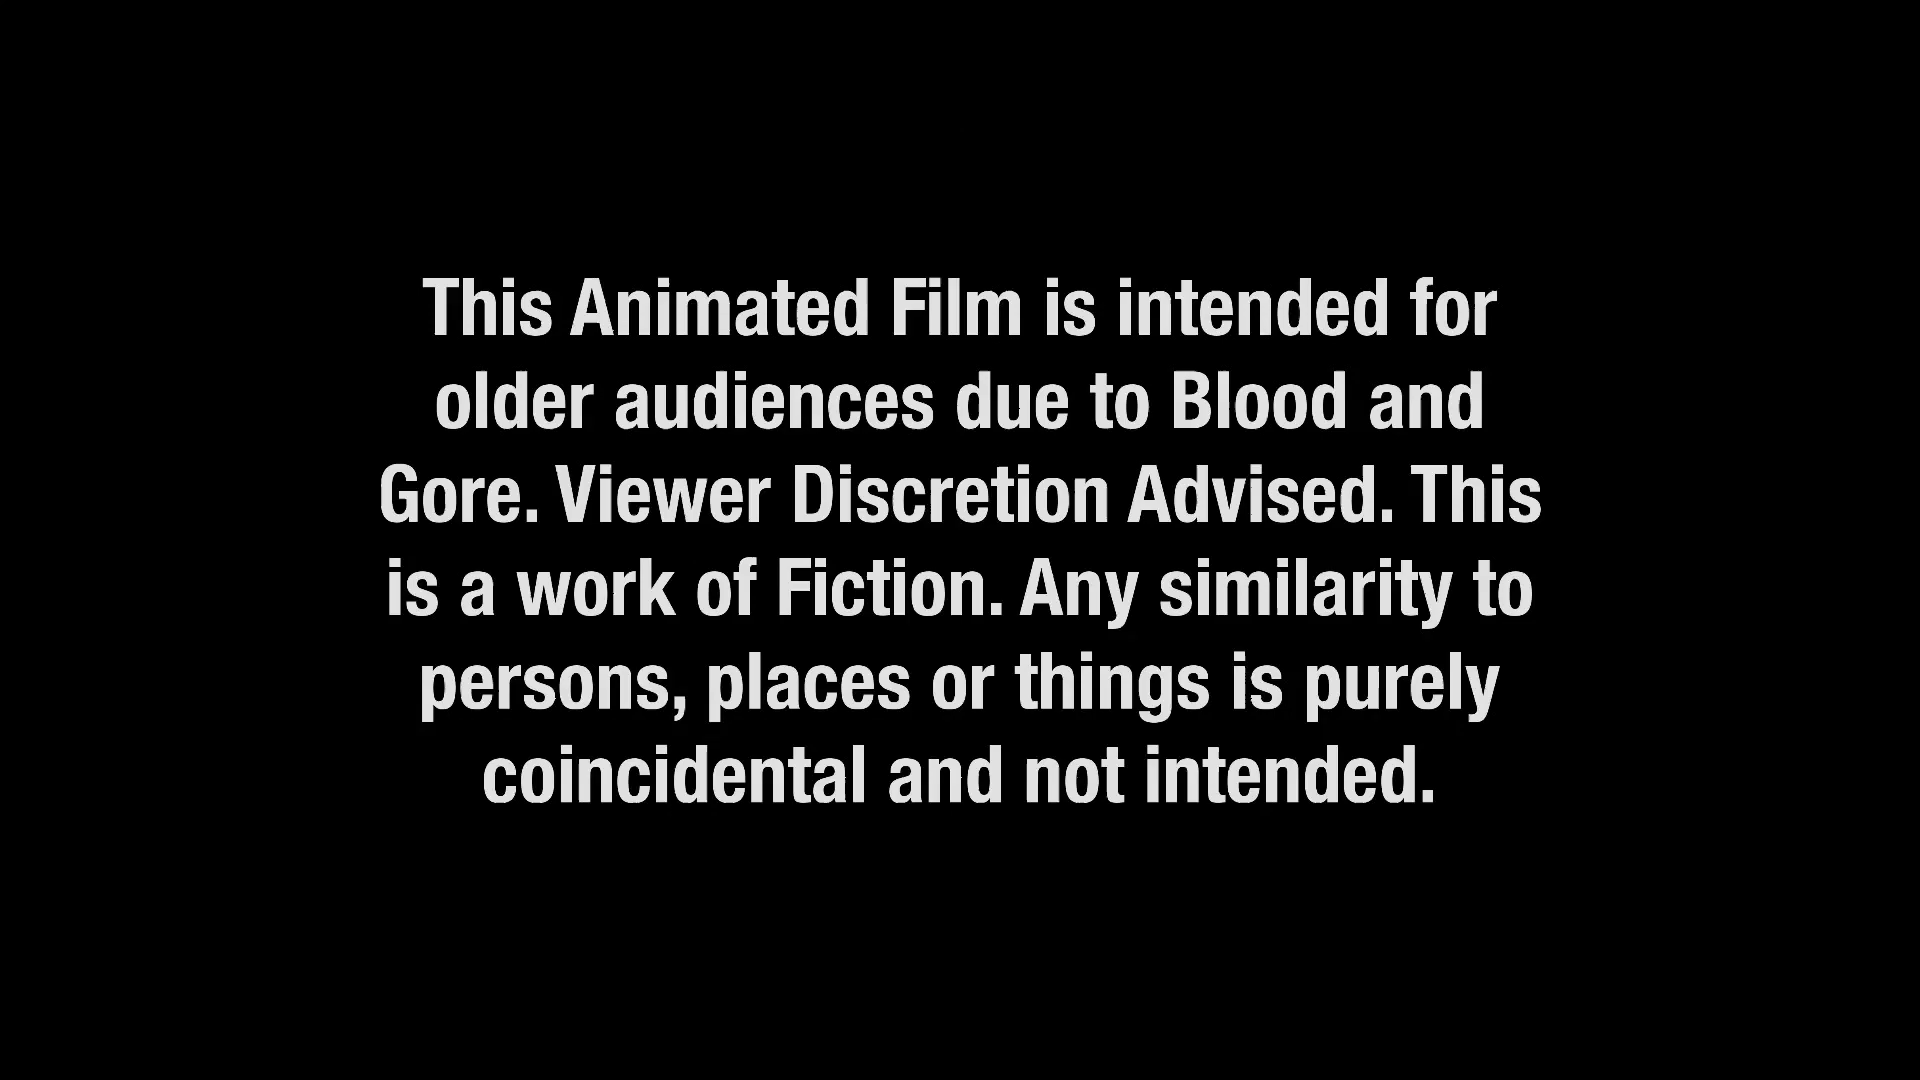 This Animated Film is intended for
older audiences due to Blood and
Gore. Viewer Discretion Advised. This
is a work of Fiction. Any similarity to
persons, places or things is purely
coincidental and not intended.